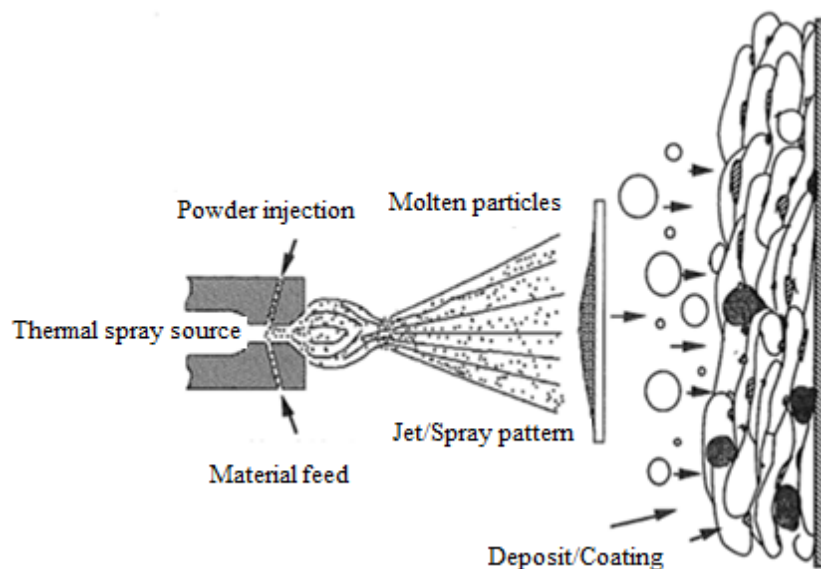 Powder injection
Molten particles
Thermal spray source
Jet/Spray pattern
Material feed
Deposit/Coating